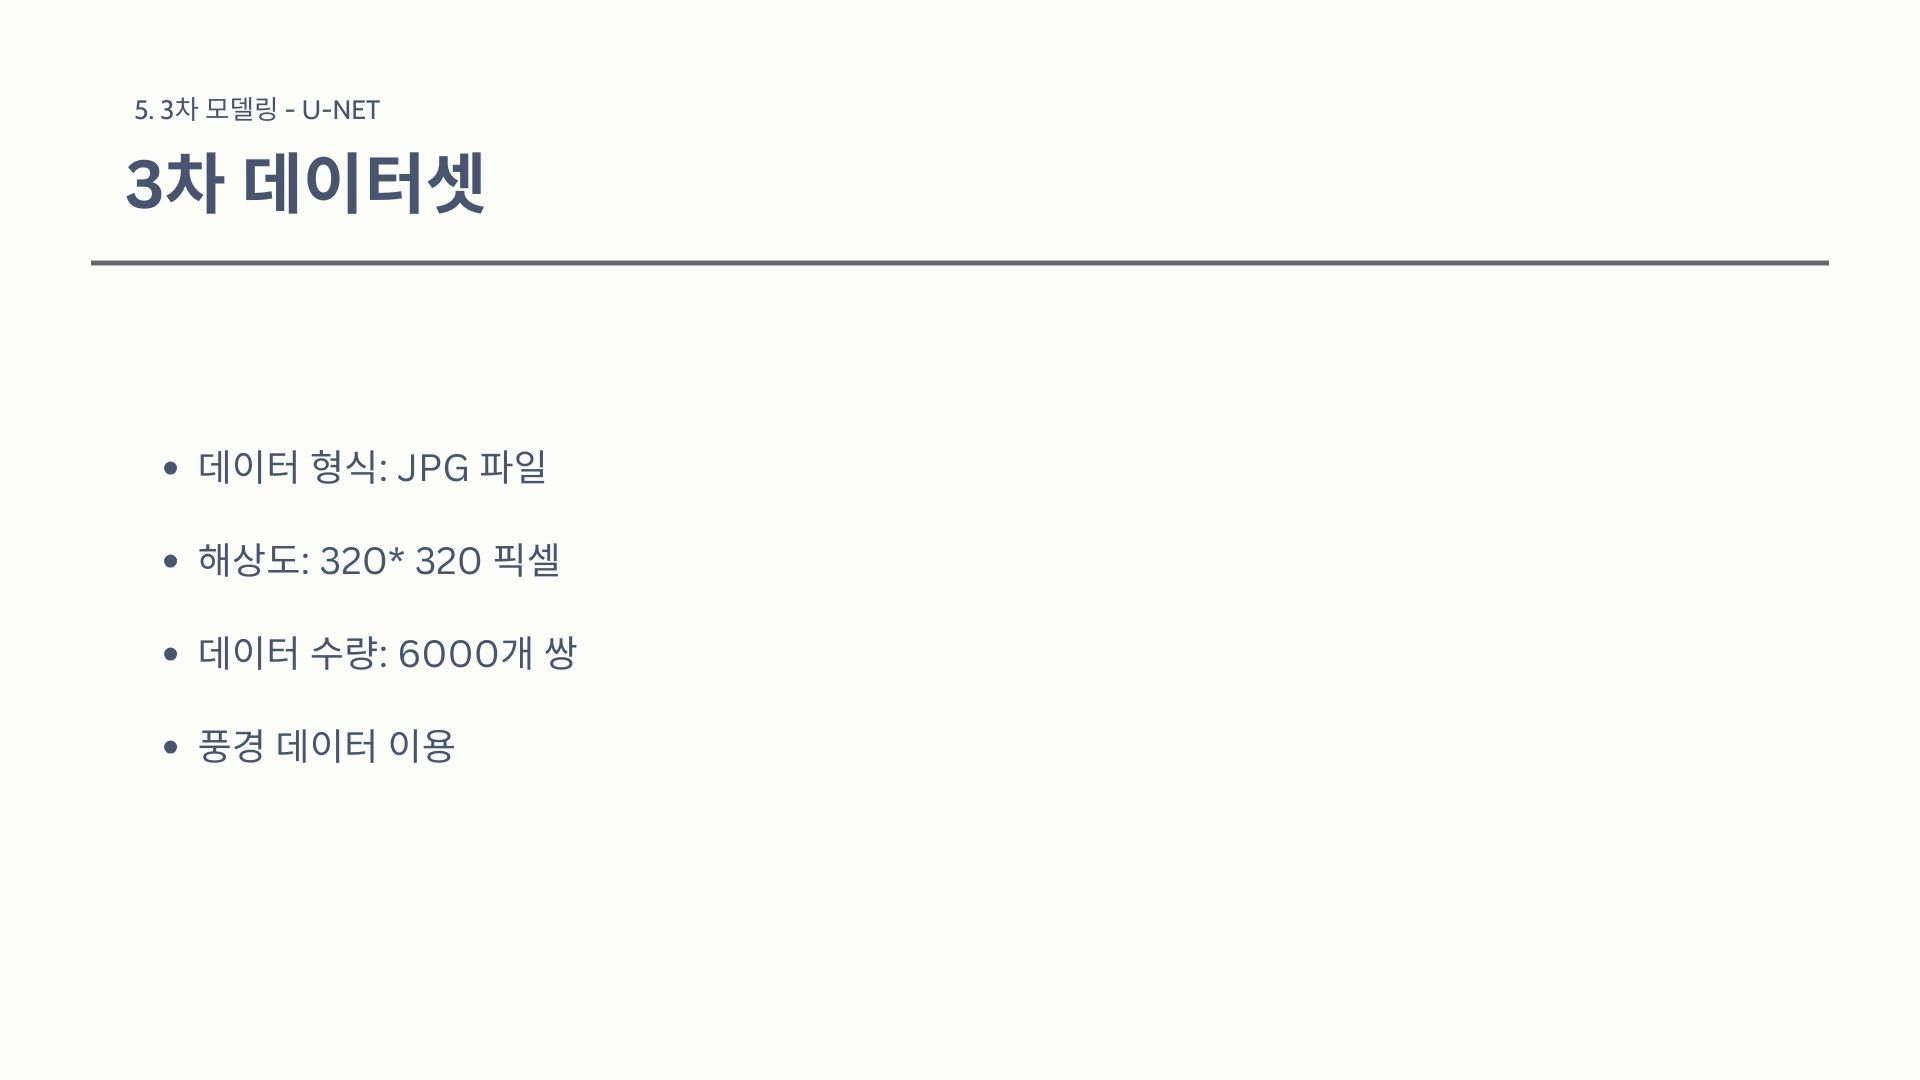 5. 3차 모델링 - U-NET
3차 데이터셋
• 데이터 형식: JPG 파일
• 해상도: 320* 320 픽셀
• 데이터 수량: 6000개 쌍
• 풍경 데이터 이용